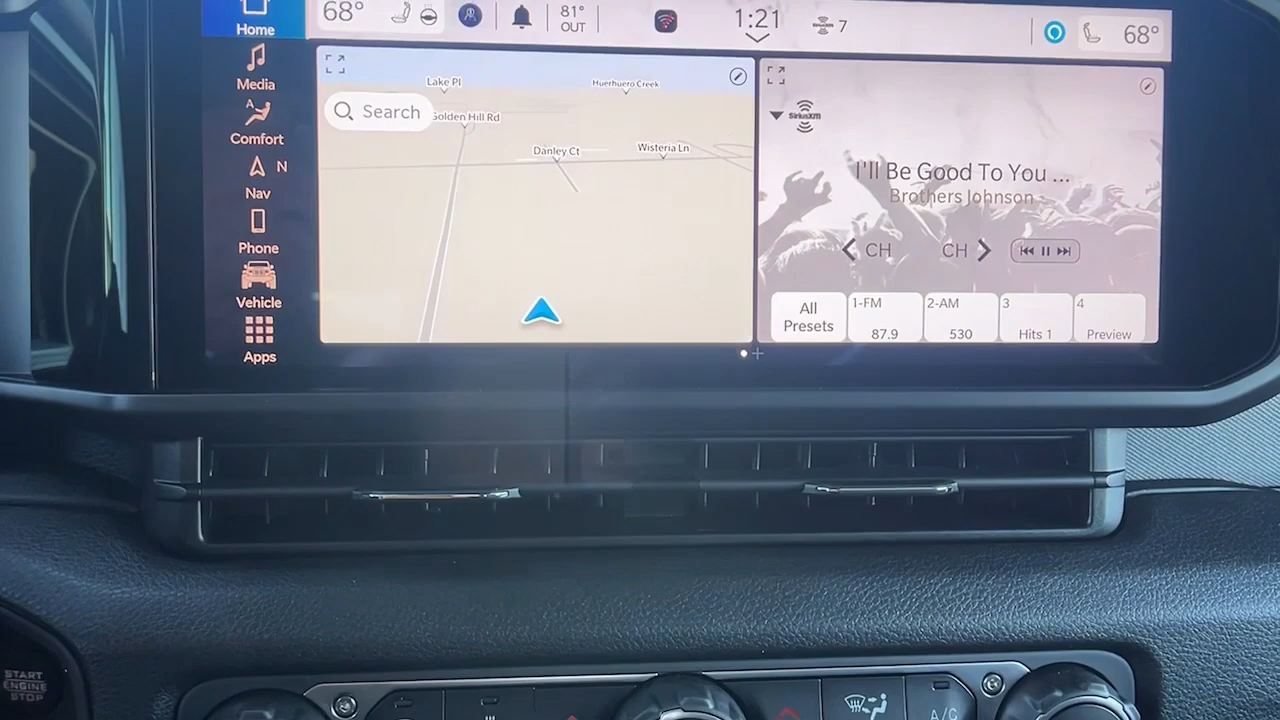 Home
Media
A
Comfort
N
Nav
Phone
Vehicle
Apps
68°
81°
OUT
1:21
SiriusXM 7
68°
Lake Pl
Huerhuero Creek
Search
Golden Hill Rd
Danley Ct
Wisteria Ln
SiriusXM
I'll Be Good To You ...
Brothers Johnson
CH
CH
All
Presets
1-FM
87.9
2-AM
530
3
Hits 1
4
Preview
START
ENGINE
STOP
A/C